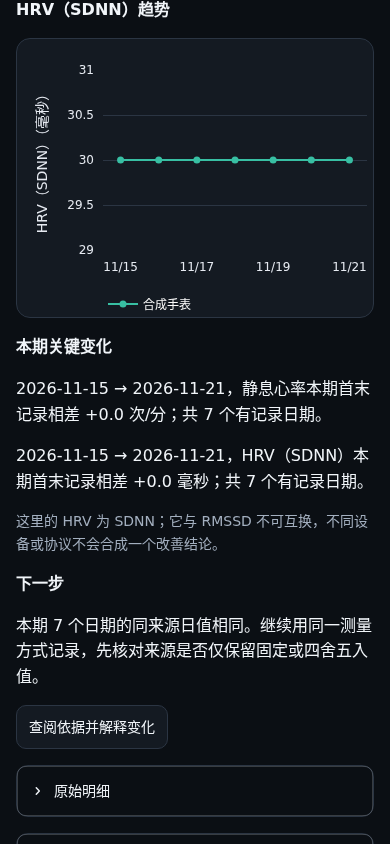 HRV（SDNN）趋势
HRV（SDNN）（毫秒）
31
30.5
30
29.5
29
11/15
11/17
11/19
11/21
合成手表
本期关键变化
2026-11-15 → 2026-11-21，静息心率本期首末
记录相差 +0.0 次/分；共 7 个有记录日期。
2026-11-15 → 2026-11-21，HRV（SDNN）本
期首末记录相差 +0.0 毫秒；共 7 个有记录日期。
这里的 HRV 为 SDNN；它与 RMSSD 不可互换，不同设
备或协议不会合成一个改善结论。
下一步
本期 7 个日期的同来源日值相同。继续用同一测量
方式记录，先核对来源是否仅保留固定或四舍五入
值。
查阅依据并解释变化
原始明细